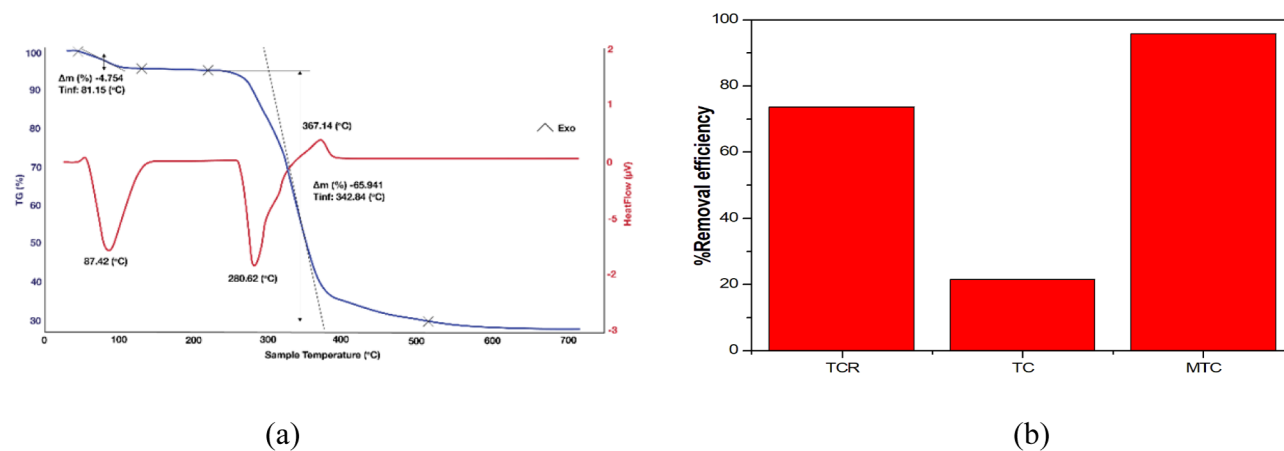 100
90
80
70
60
50
40
30
TG (%)
Δm (%) -4.754
Tinf: 81.15 (°C)
87.42 (°C)
280.62 (°C)
367.14 (°C)
Δm (%) -65.941
Tinf: 342.84 (°C)
Exo
2
1
0
-5
-2
-3
HeatFlow (μV)
0 100 200 300 400 500 600 700
Sample Temperature (°C)
(a)
100
80
60
40
20
0
%Removal efficiency
TCR TC MTC
(b)